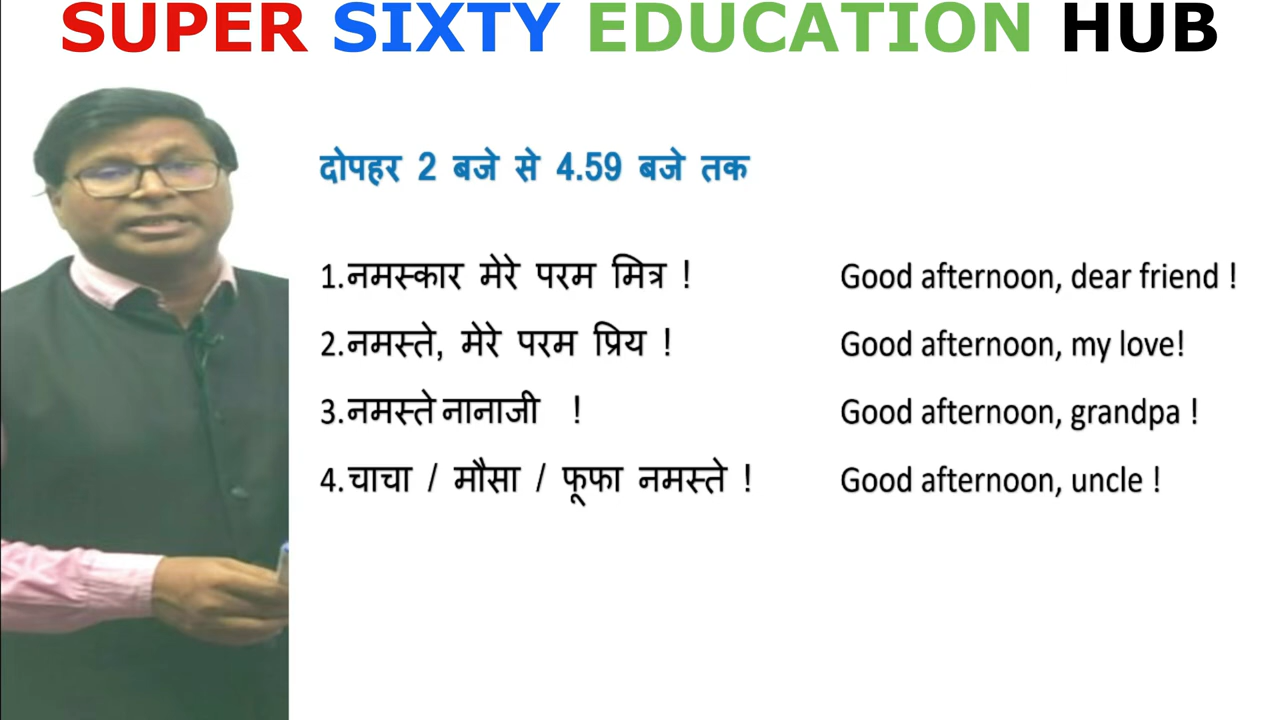 SUPER SIXTY EDUCATION HUB
दोपहर 2 बजे से 4.59 बजे तक
1.नमस्कार मेरे परम मित्र ! Good afternoon, dear friend !
2.नमस्ते, मेरे परम प्रिय ! Good afternoon, my love!
3.नमस्ते नानाजी ! Good afternoon, grandpa !
4.चाचा / मौसा / फूफा नमस्ते ! Good afternoon, uncle !